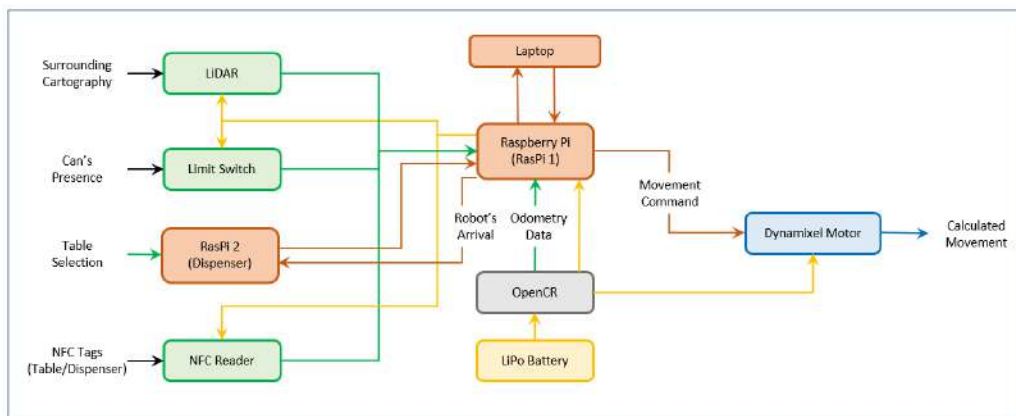 Surrounding
Cartography
LiDAR
Laptop
Raspberry Pi
(RasPi 1)
Can's
Presence
Limit Switch
Movement
Command
Table
Selection
RasPi 2
(Dispenser)
Robot's
Arrival
Odometry
Data
Dynamixel Motor
Calculated
Movement
OpenCR
NFC Tags
(Table/Dispenser)
NFC Reader
LiPo Battery